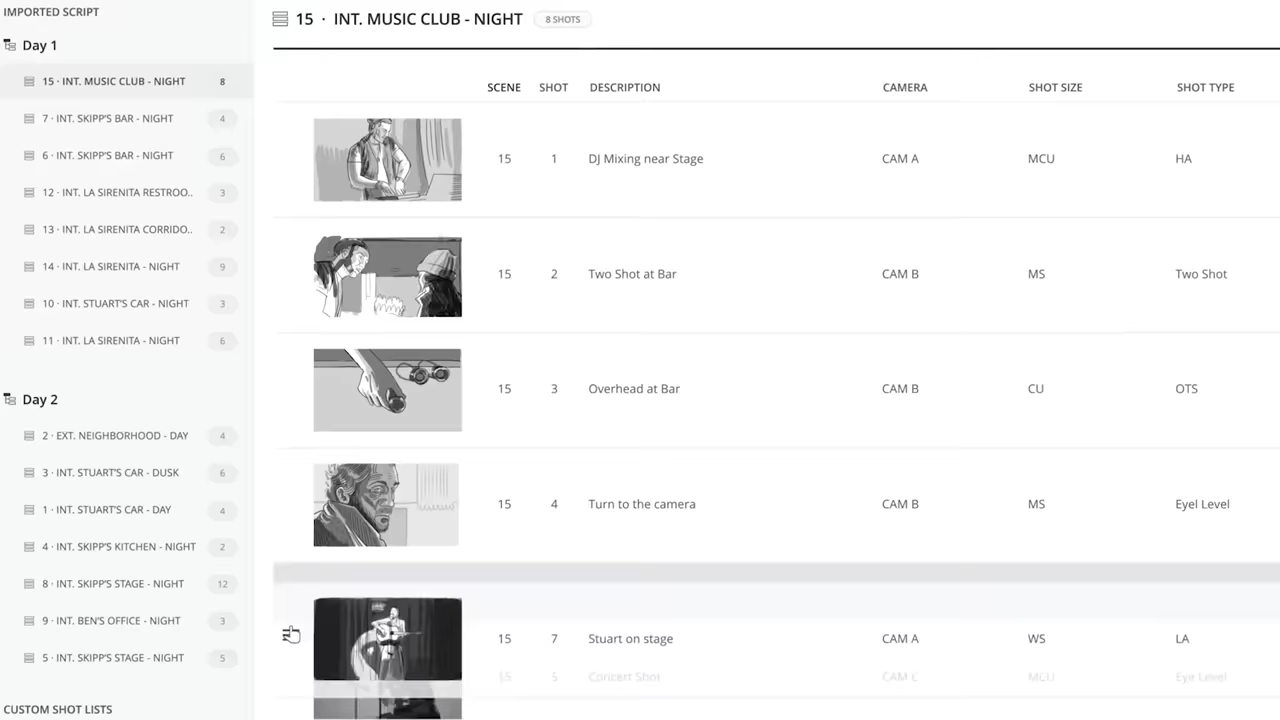 IMPORTED SCRIPT
Day 1
15 · INT. MUSIC CLUB - NIGHT 8
7 · INT. SKIPP'S BAR - NIGHT 4
6 · INT. SKIPP'S BAR - NIGHT 6
12 · INT. LA SIRENITA RESTROO.. 3
13 · INT. LA SIRENITA CORRIDO.. 2
14 · INT. LA SIRENITA - NIGHT 9
10 · INT. STUART'S CAR - NIGHT 3
11 · INT. LA SIRENITA - NIGHT 6
Day 2
2 · EXT. NEIGHBORHOOD - DAY 4
3 · INT. STUART'S CAR - DUSK 6
1 · INT. STUART'S CAR - DAY 4
4 · INT. SKIPP'S KITCHEN - NIGHT 2
8 · INT. SKIPP'S STAGE - NIGHT 12
9 · INT. BEN'S OFFICE - NIGHT 3
5 · INT. SKIPP'S STAGE - NIGHT 5
CUSTOM SHOT LISTS
15 · INT. MUSIC CLUB - NIGHT 8 SHOTS
SCENE SHOT DESCRIPTION CAMERA SHOT SIZE SHOT TYPE
15 1 DJ Mixing near Stage CAM A MCU HA
15 2 Two Shot at Bar CAM B MS Two Shot
15 3 Overhead at Bar CAM B CU OTS
15 4 Turn to the camera CAM B MS Eyel Level
15 7 Stuart on stage CAM A WS LA
15 5 Concert Shot CAM C MCU Eye Level